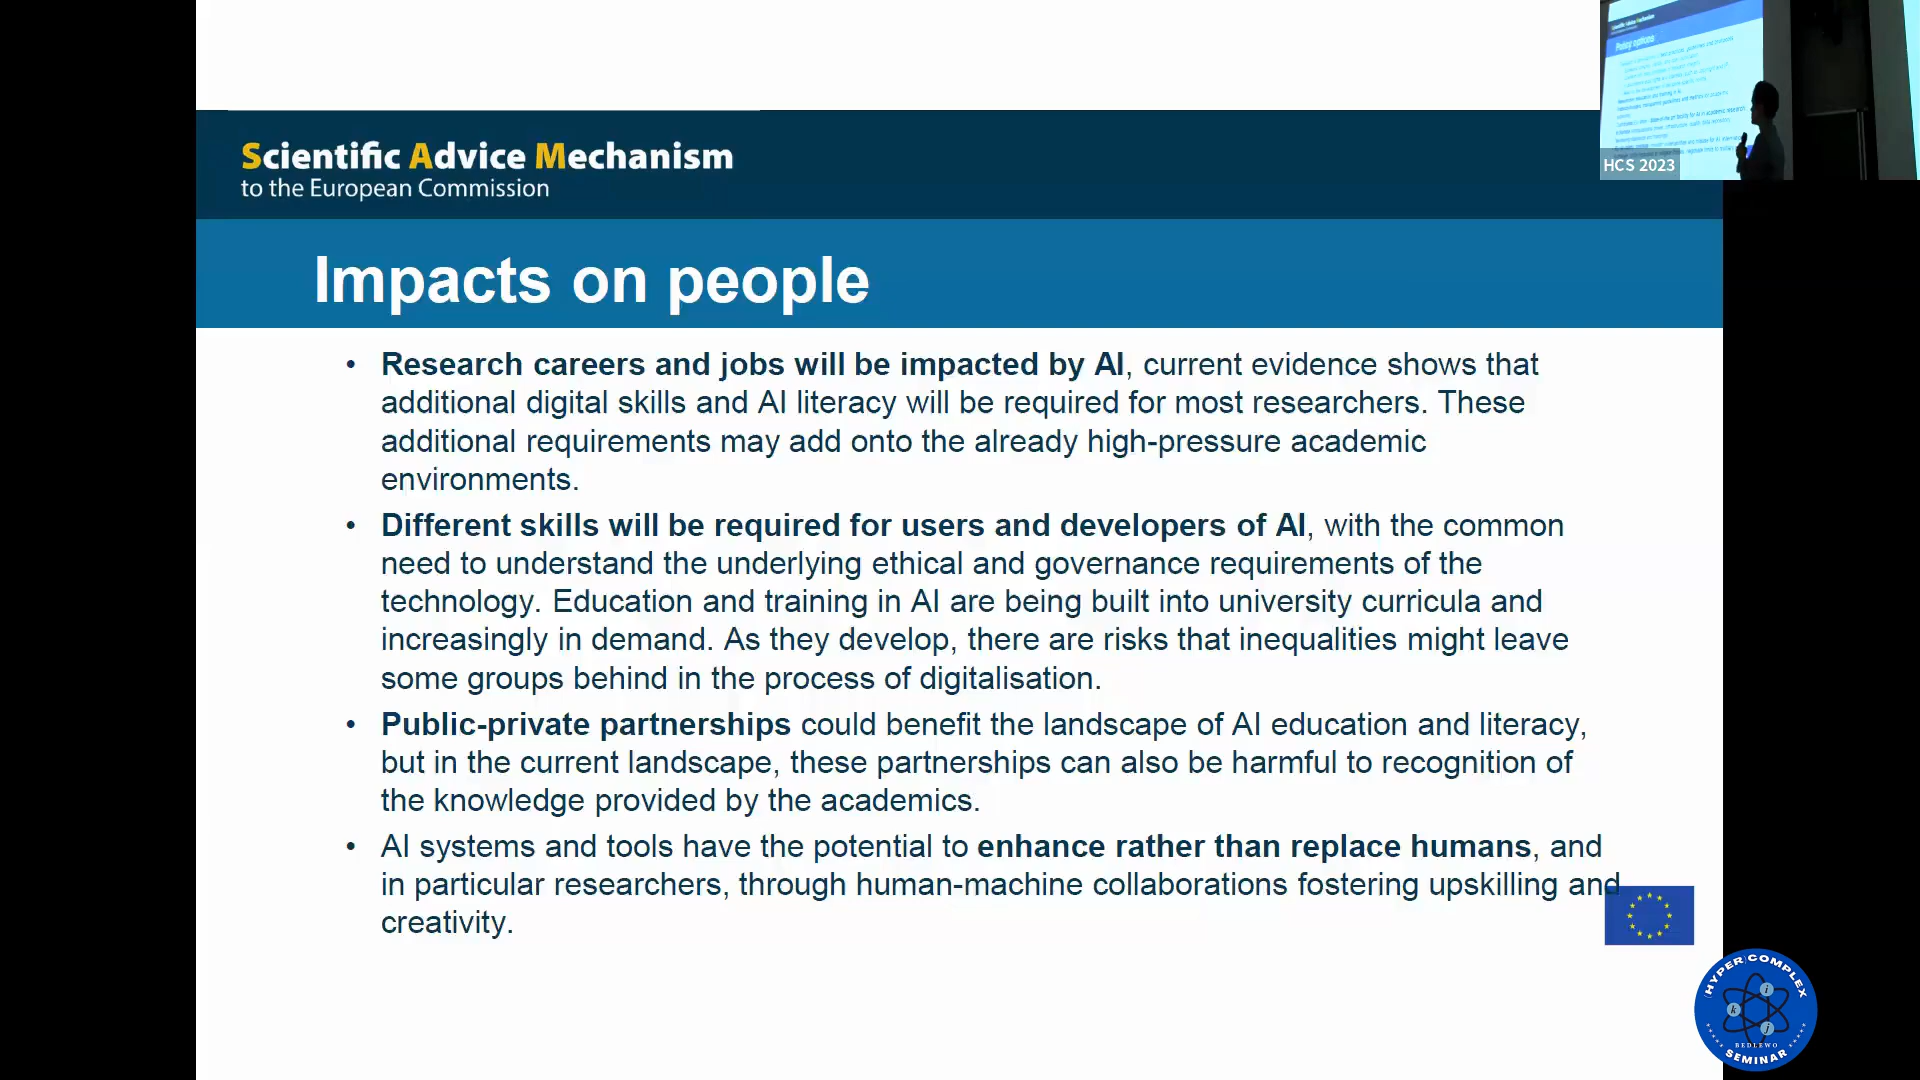 Scientific Advice Mechanism
to the European Commission
Policy options
HCS 2023
Impacts on people
• Research careers and jobs will be impacted by AI, current evidence shows that
additional digital skills and AI literacy will be required for most researchers. These
additional requirements may add onto the already high-pressure academic
environments.
• Different skills will be required for users and developers of AI, with the common
need to understand the underlying ethical and governance requirements of the
technology. Education and training in AI are being built into university curricula and
increasingly in demand. As they develop, there are risks that inequalities might leave
some groups behind in the process of digitalisation.
• Public-private partnerships could benefit the landscape of AI education and literacy,
but in the current landscape, these partnerships can also be harmful to recognition of
the knowledge provided by the academics.
• AI systems and tools have the potential to enhance rather than replace humans, and
in particular researchers, through human-machine collaborations fostering upskilling and
creativity.
HYPERCOMPLEX
i
k
j
BEDLEWO
SEMINAR